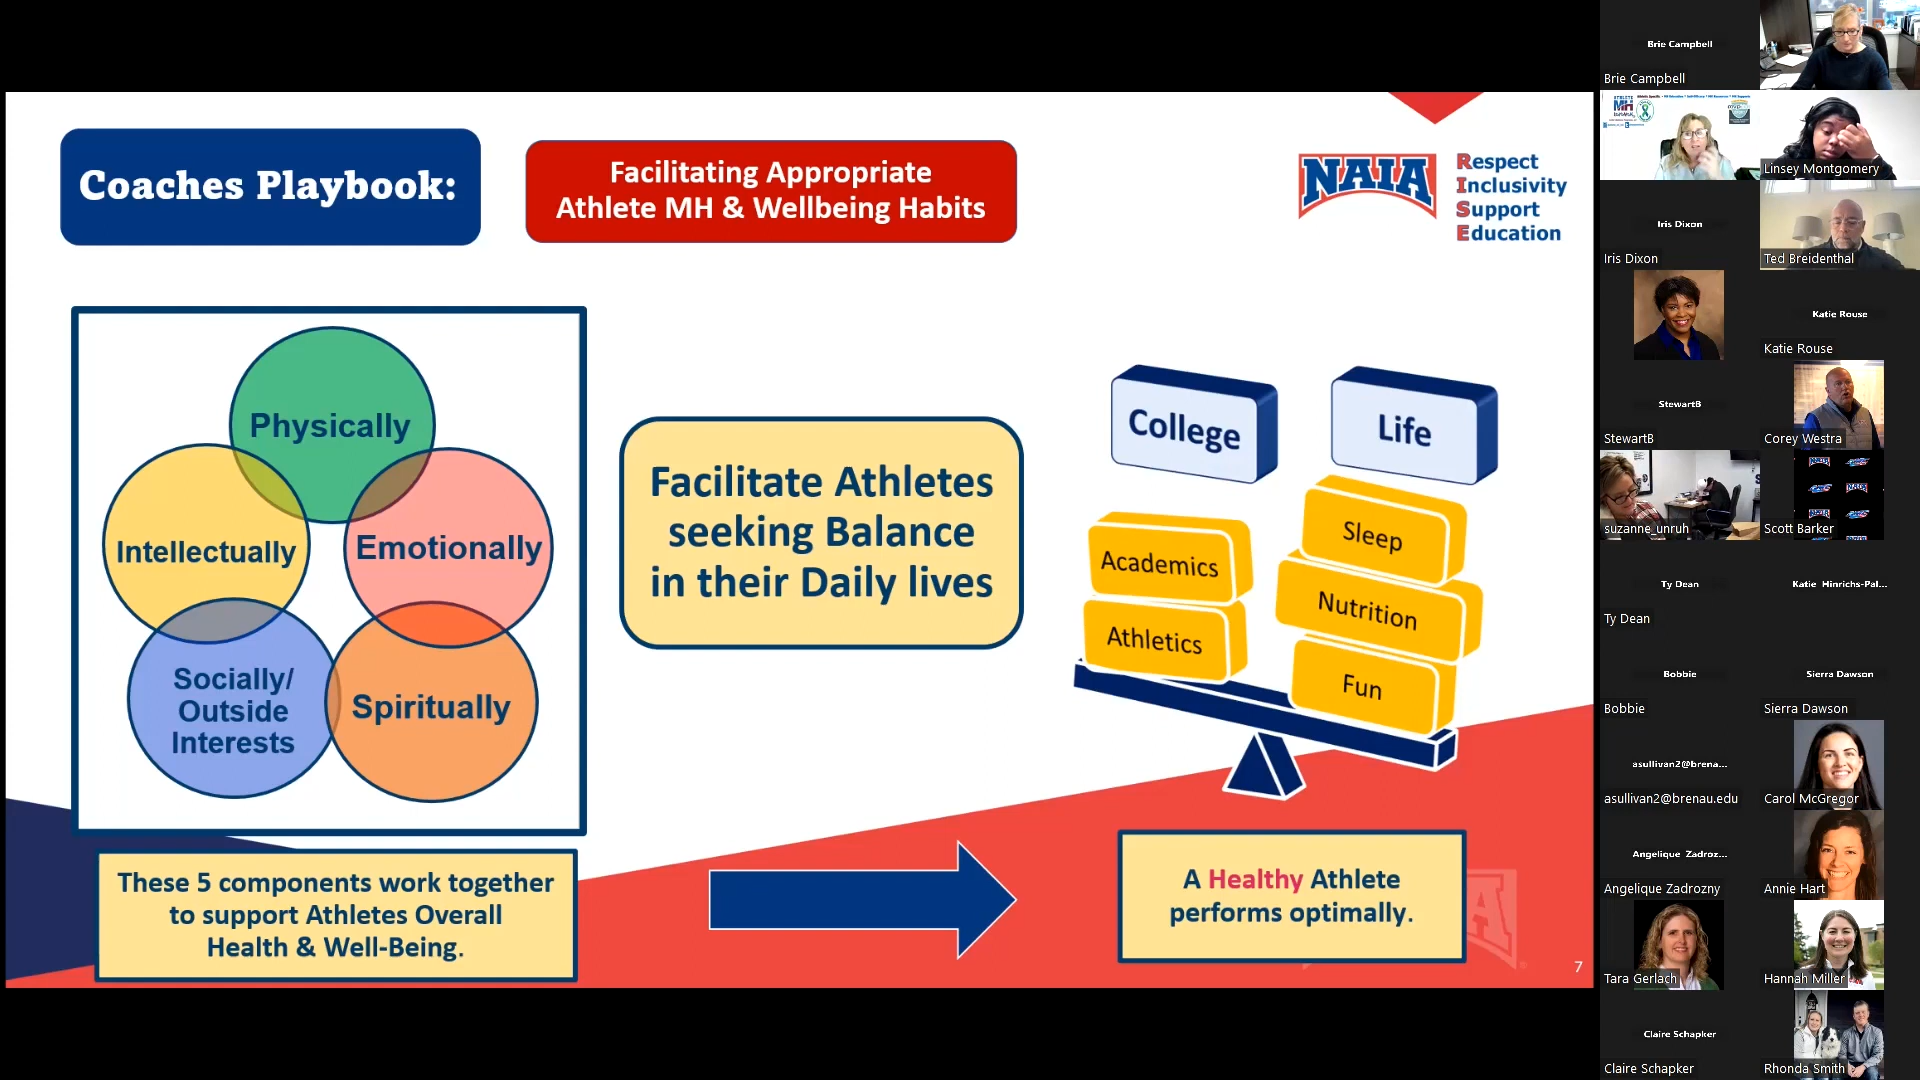 Coaches Playbook:
Facilitating Appropriate
Athlete MH & Wellbeing Habits
NAIA
Respect
Inclusivity
Support
Education
Physically
Intellectually
Emotionally
Socially/
Outside
Interests
Spiritually
These 5 components work together
to support Athletes Overall
Health & Well-Being.
Facilitate Athletes
seeking Balance
in their Daily lives
College
Life
Academics
Athletics
Sleep
Nutrition
Fun
A Healthy Athlete
performs optimally.
7
Brie Campbell
Brie Campbell
Linsey Montgomery
Iris Dixon
Iris Dixon
Ted Breidenthal
Katie Rouse
Katie Rouse
StewartB
StewartB
Corey Westra
suzanne_unruh
Scott Barker
Ty Dean
Ty Dean
Katie Hinrichs-Pal...
Bobbie
Bobbie
Sierra Dawson
Sierra Dawson
asullivan2@brena...
asullivan2@brenau.edu
Carol McGregor
Angelique Zadroz...
Angelique Zadrozny
Annie Hart
Tara Gerlach
Hannah Miller
Claire Schapker
Claire Schapker
Rhonda Smith